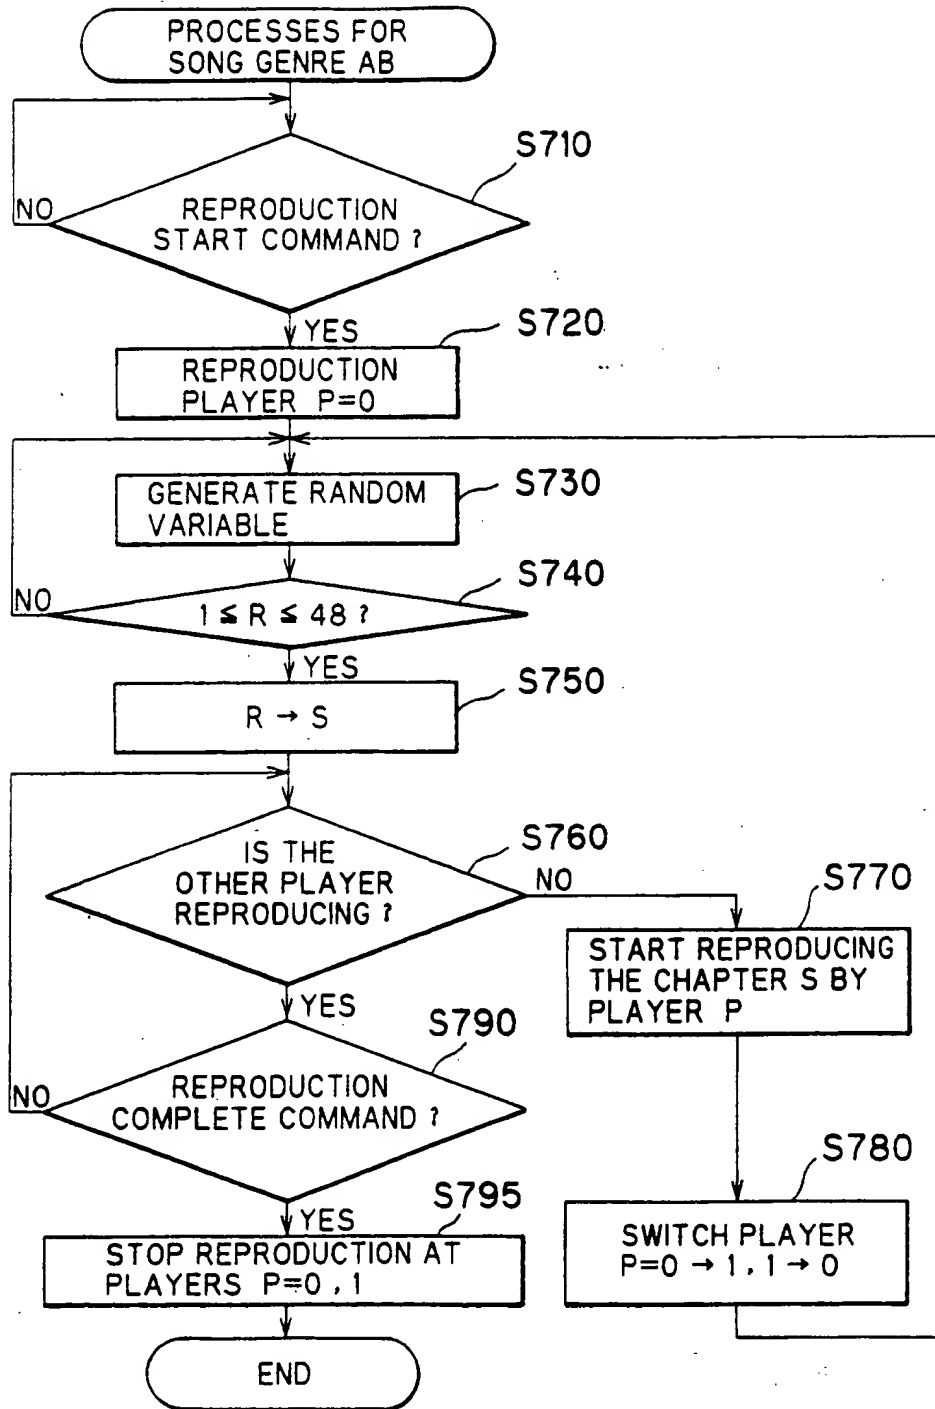 PROCESSES FOR
SONG GENRE AB
S710
NO
REPRODUCTION
START COMMAND ?
YES
S720
REPRODUCTION
PLAYER P=0
S730
GENERATE RANDOM
VARIABLE
S740
NO
1 ≦ R ≦ 48 ?
YES
S750
R → S
S760
IS THE
OTHER PLAYER
REPRODUCING ?
NO
S770
START REPRODUCING
THE CHAPTER S BY
PLAYER P
YES
S790
NO
REPRODUCTION
COMPLETE COMMAND ?
S780
SWITCH PLAYER
P=0 → 1, 1 → 0
YES
S795
STOP REPRODUCTION AT
PLAYERS P=0, 1
END